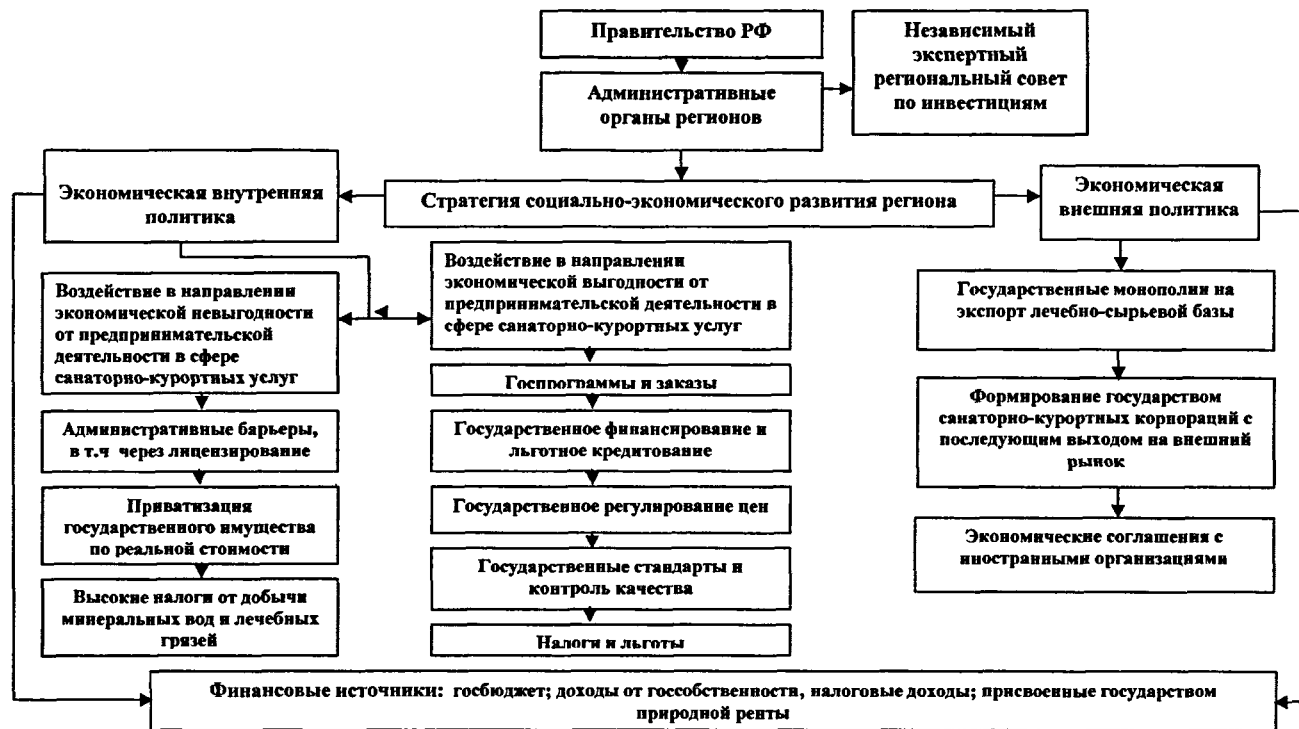 Правительство РФ
Административные
органы регионов
Независимый
экспертный
региональный совет
по инвестициям
Экономическая внутренняя
политика
Стратегия социально-экономического развития региона
Экономическая
внешняя политика
Воздействие в направлении
экономической невыгодности
от предпринимательской
деятельности в сфере
санаторно-курортных услуг
Административные барьеры,
в т.ч через лицензирование
Приватизация
государственного имущества
по реальной стоимости
Высокие налоги от добычи
минеральных вод и лечебных
грязей
Воздействие в направлении
экономической выгодности от
предпринимательской деятельности в
сфере санаторно-курортных услуг
Госпрограммы и заказы
Государственное финансирование и
льготное кредитование
Государственное регулирование цен
Государственные стандарты и
контроль качества
Налоги и льготы
Государственные монополии на
экспорт лечебно-сырьевой базы
Формирование государством
санаторно-курортных корпораций с
последующим выходом на внешний
рынок
Экономические соглашения с
иностранными организациями
Финансовые источники: госбюджет; доходы от госсобственности, налоговые доходы; присвоенные государством
природной ренты